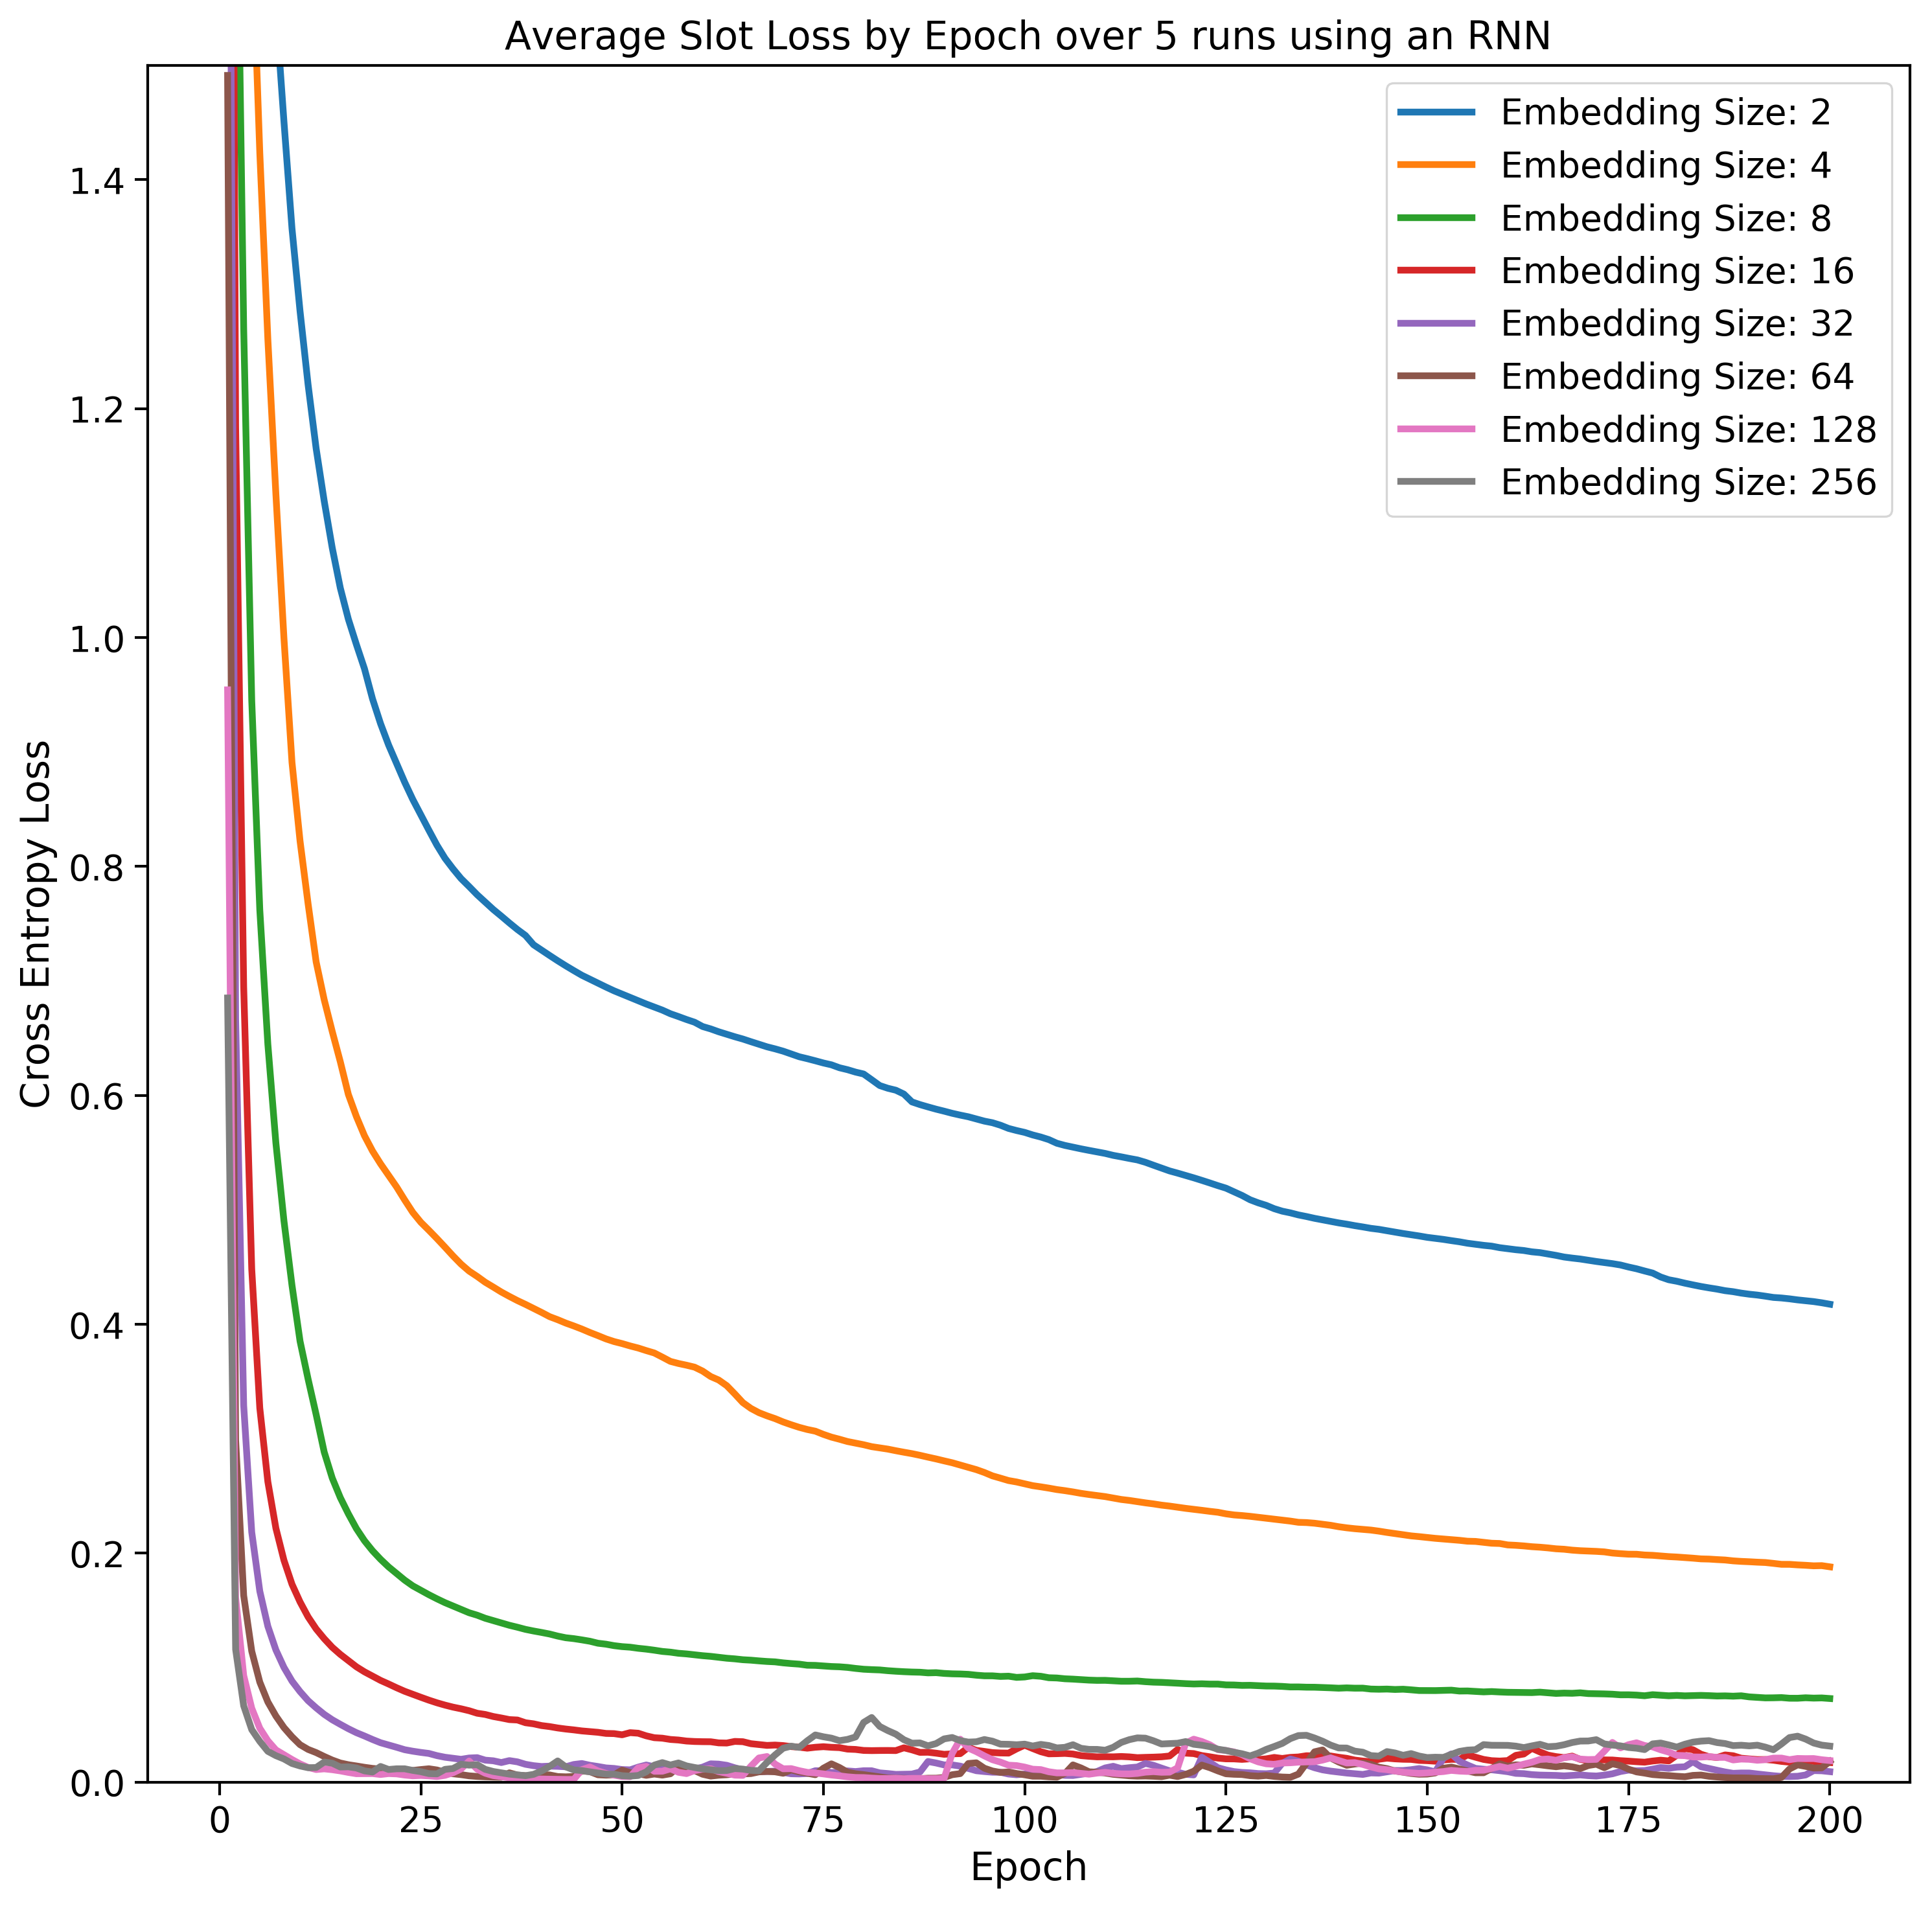 Average Slot Loss by Epoch over 5 runs using an RNN
Embedding Size: 2
Embedding Size: 4
Embedding Size: 8
Embedding Size: 16
Embedding Size: 32
Embedding Size: 64
Embedding Size: 128
Embedding Size: 256
Cross Entropy Loss
1.4
1.2
1.0
0.8
0.6
0.4
0.2
0.0
0 25 50 75 100 125 150 175 200
Epoch